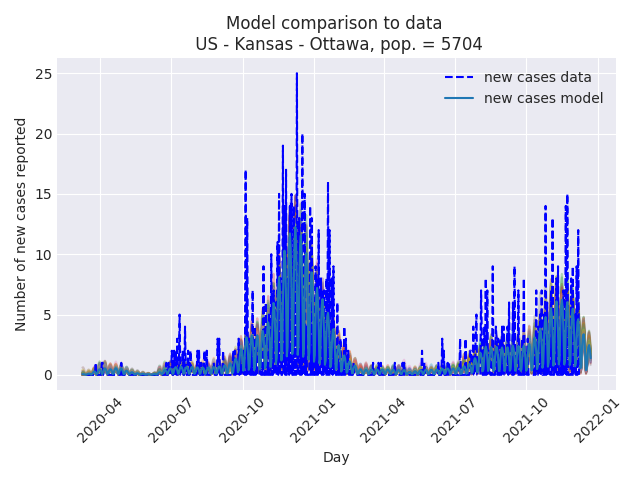 Model comparison to data
US - Kansas - Ottawa, pop. = 5704
new cases data
new cases model
Number of new cases reported
25
20
15
10
5
0
2020-04
2020-07
2020-10
2021-01
2021-04
2021-07
2021-10
2022-01
Day